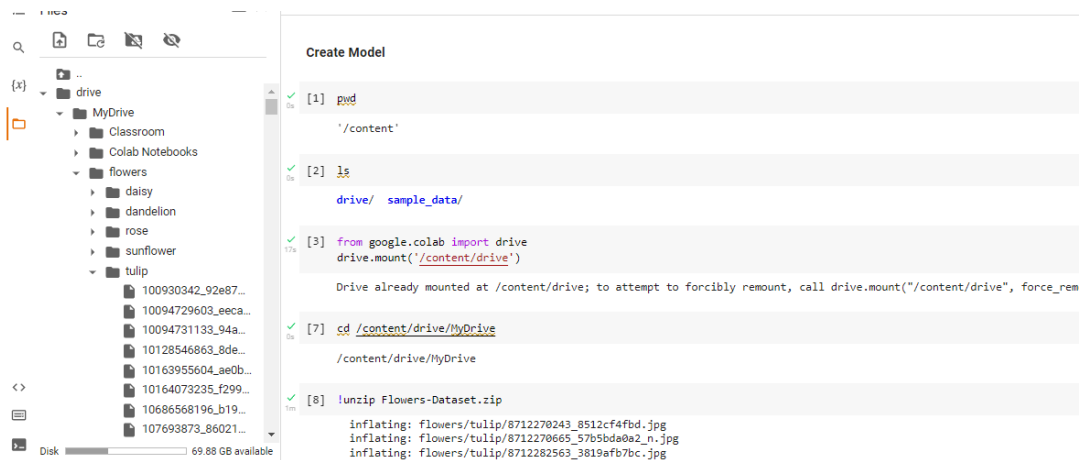 Files
..
drive
MyDrive
Classroom
Colab Notebooks
flowers
daisy
dandelion
rose
sunflower
tulip
100930342_92e87...
10094729603_eeca...
10094731133_94a...
10128546863_8de...
10163955604_ae0b...
10164073235_f299...
10686568196_b19...
107693873_86021...
Disk 69.88 GB available
{x}
<>
Create Model
0s [1] pwd
'/content'
0s [2] ls
drive/ sample_data/
17s [3] from google.colab import drive
drive.mount('/content/drive')
Drive already mounted at /content/drive; to attempt to forcibly remount, call drive.mount("/content/drive", force_rem
0s [7] cd /content/drive/MyDrive
/content/drive/MyDrive
1m [8] !unzip Flowers-Dataset.zip
inflating: flowers/tulip/8712270243_8512cf4fbd.jpg
inflating: flowers/tulip/8712270665_57b5bda0a2_n.jpg
inflating: flowers/tulip/8712282563_3819afb7bc.jpg